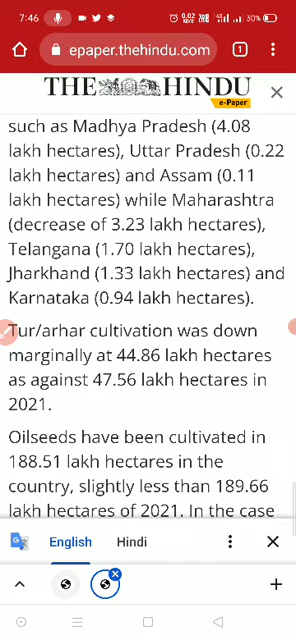 7:46
0.02 KB/S
30%
epaper.thehindu.com
1
THE HINDU
e-Paper
such as Madhya Pradesh (4.08
lakh hectares), Uttar Pradesh (0.22
lakh hectares) and Assam (0.11
lakh hectares) while Maharashtra
(decrease of 3.23 lakh hectares),
Telangana (1.70 lakh hectares),
Jharkhand (1.33 lakh hectares) and
Karnataka (0.94 lakh hectares).
Tur/arhar cultivation was down
marginally at 44.86 lakh hectares
as against 47.56 lakh hectares in
2021.
Oilseeds have been cultivated in
188.51 lakh hectares in the
country, slightly less than 189.66
lakh hectares of 2021. In the case
English Hindi